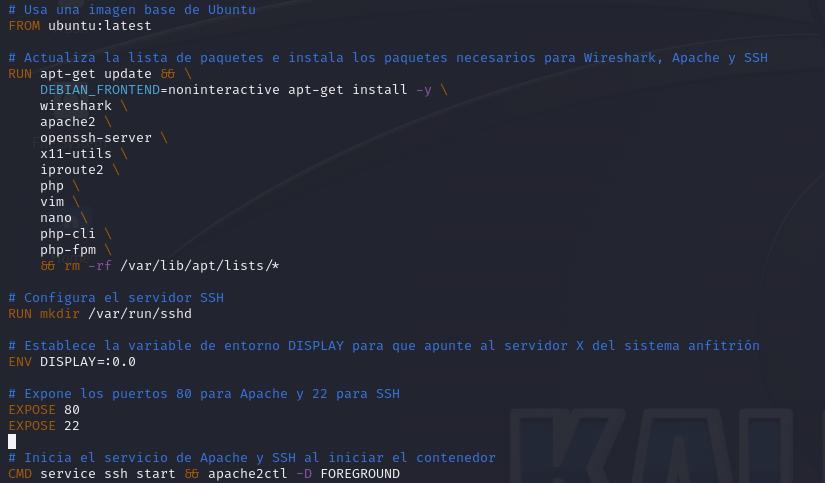 # Usa una imagen base de Ubuntu
FROM ubuntu:latest
# Actualiza la lista de paquetes e instala los paquetes necesarios para Wireshark, Apache y SSH
RUN apt-get update && \
DEBIAN_FRONTEND=noninteractive apt-get install -y \
wireshark \
apache2 \
openssh-server \
x11-utils \
iproute2 \
php \
vim \
nano \
php-cli \
php-fpm \
&& rm -rf /var/lib/apt/lists/*
# Configura el servidor SSH
RUN mkdir /var/run/sshd
# Establece la variable de entorno DISPLAY para que apunte al servidor X del sistema anfitrión
ENV DISPLAY=:0.0
# Expone los puertos 80 para Apache y 22 para SSH
EXPOSE 80
EXPOSE 22
# Inicia el servicio de Apache y SSH al iniciar el contenedor
CMD service ssh start && apache2ctl -D FOREGROUND
KALI